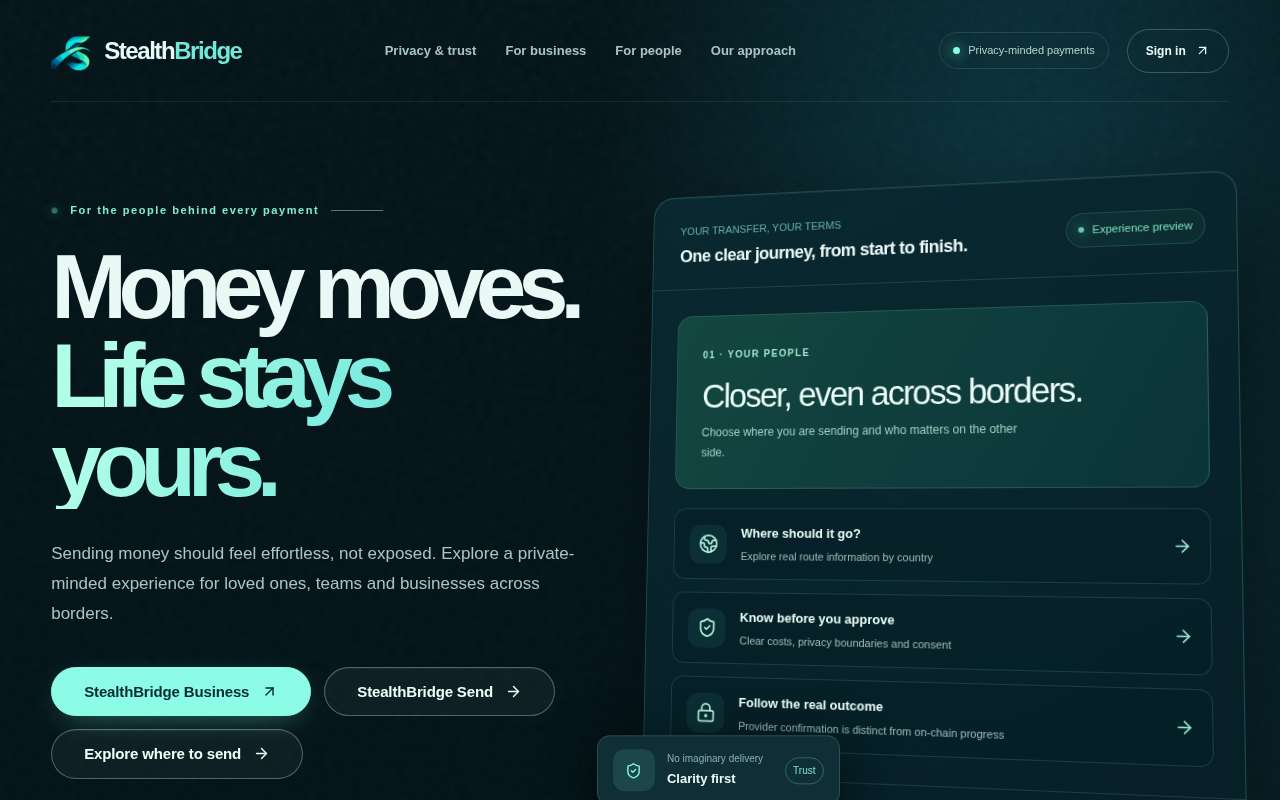 StealthBridge
Privacy & trust
For business
For people
Our approach
Privacy-minded payments
Sign in
For the people behind every payment
Money moves.
Life stays
yours.
Sending money should feel effortless, not exposed. Explore a private-
minded experience for loved ones, teams and businesses across
borders.
StealthBridge Business
StealthBridge Send
Explore where to send
YOUR TRANSFER, YOUR TERMS
One clear journey, from start to finish.
Experience preview
01 · YOUR PEOPLE
Closer, even across borders.
Choose where you are sending and who matters on the other
side.
Where should it go?
Explore real route information by country
Know before you approve
Clear costs, privacy boundaries and consent
Follow the real outcome
Provider confirmation is distinct from on-chain progress
No imaginary delivery
Clarity first
Trust